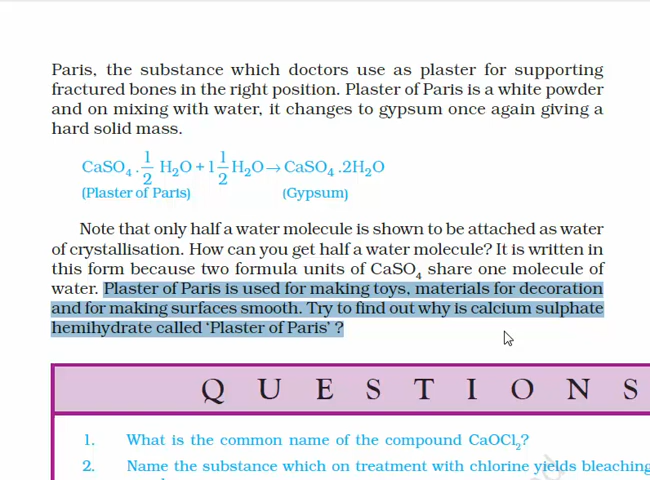 Paris, the substance which doctors use as plaster for supporting
fractured bones in the right position. Plaster of Paris is a white powder
and on mixing with water, it changes to gypsum once again giving a
hard solid mass.
CaSO₄ . 1/2 H₂O + 1 1/2 H₂O → CaSO₄ .2H₂O
(Plaster of Paris) (Gypsum)
Note that only half a water molecule is shown to be attached as water
of crystallisation. How can you get half a water molecule? It is written in
this form because two formula units of CaSO₄ share one molecule of
water. Plaster of Paris is used for making toys, materials for decoration
and for making surfaces smooth. Try to find out why is calcium sulphate
hemihydrate called ‘Plaster of Paris’ ?
Q U E S T I O N S
1. What is the common name of the compound CaOCl₂?
2. Name the substance which on treatment with chlorine yields bleaching